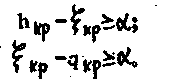 h_кр − ξ_кр ≥ α;
ξ_кр − q_кр ≥ α.